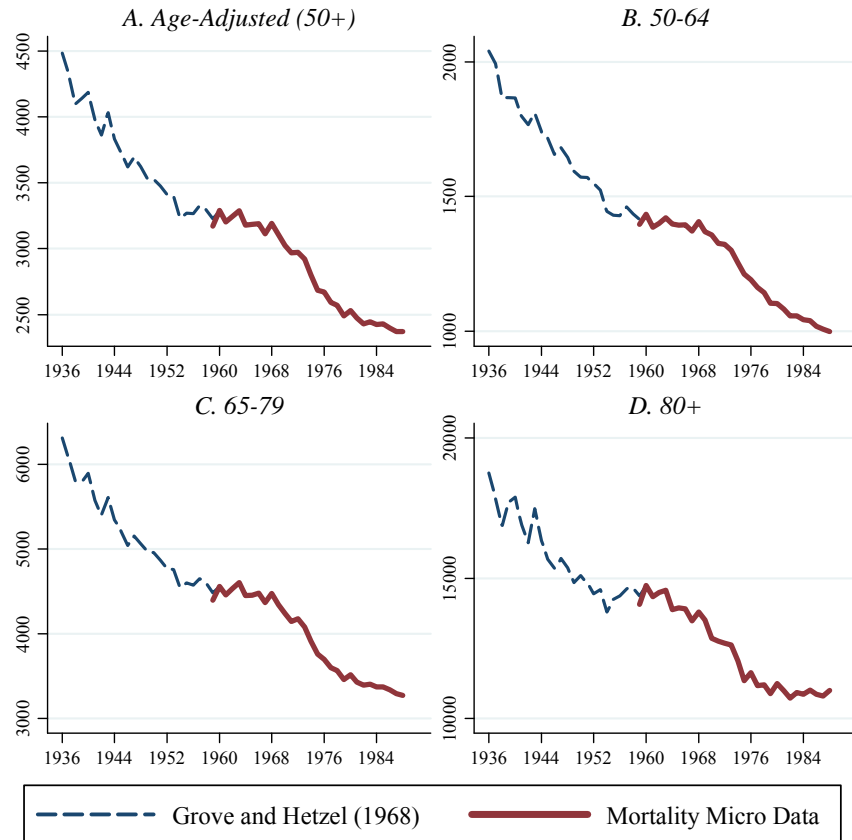 A. Age-Adjusted (50+)
4500
4000
3500
3000
2500
1936 1944 1952 1960 1968 1976 1984
B. 50-64
2000
1500
1000
1936 1944 1952 1960 1968 1976 1984
C. 65-79
6000
5000
4000
3000
1936 1944 1952 1960 1968 1976 1984
D. 80+
20000
15000
10000
1936 1944 1952 1960 1968 1976 1984
Grove and Hetzel (1968) Mortality Micro Data